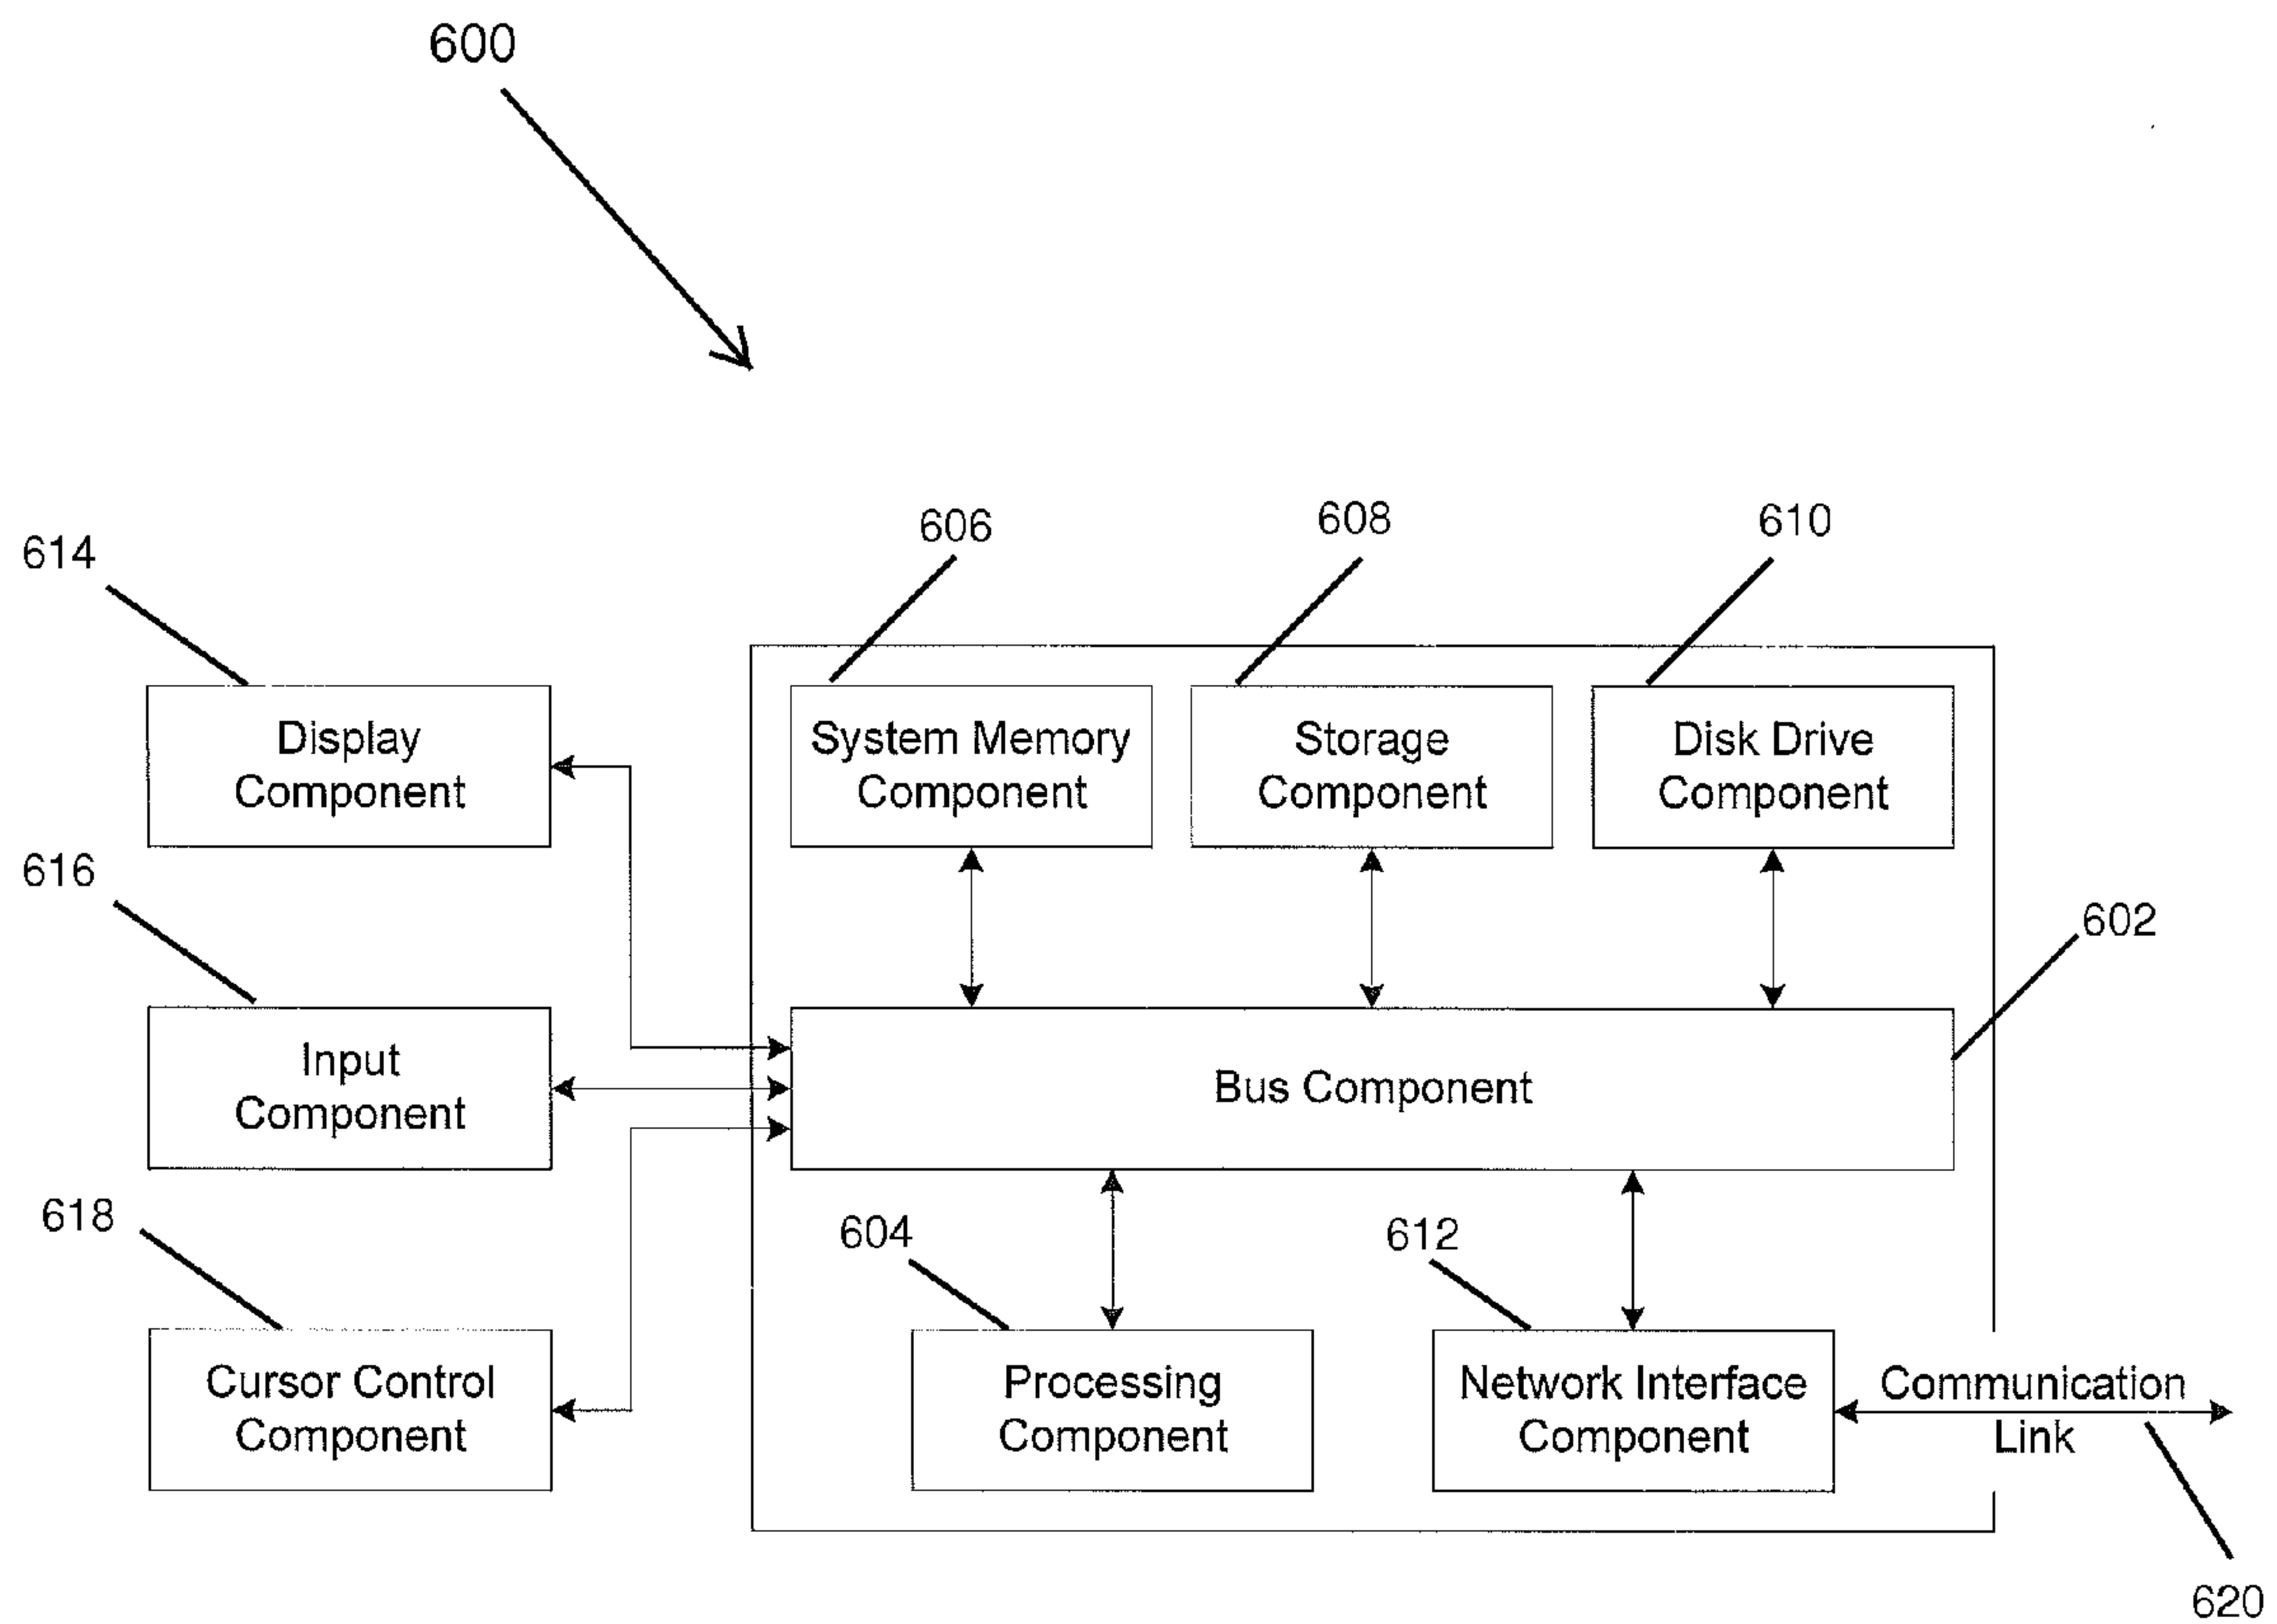 600
606
608
610
614
Display
Component
System Memory
Component
Storage
Component
Disk Drive
Component
616
602
Input
Component
Bus Component
618
604
612
Cursor Control
Component
Processing
Component
Network Interface
Component
Communication
Link
620